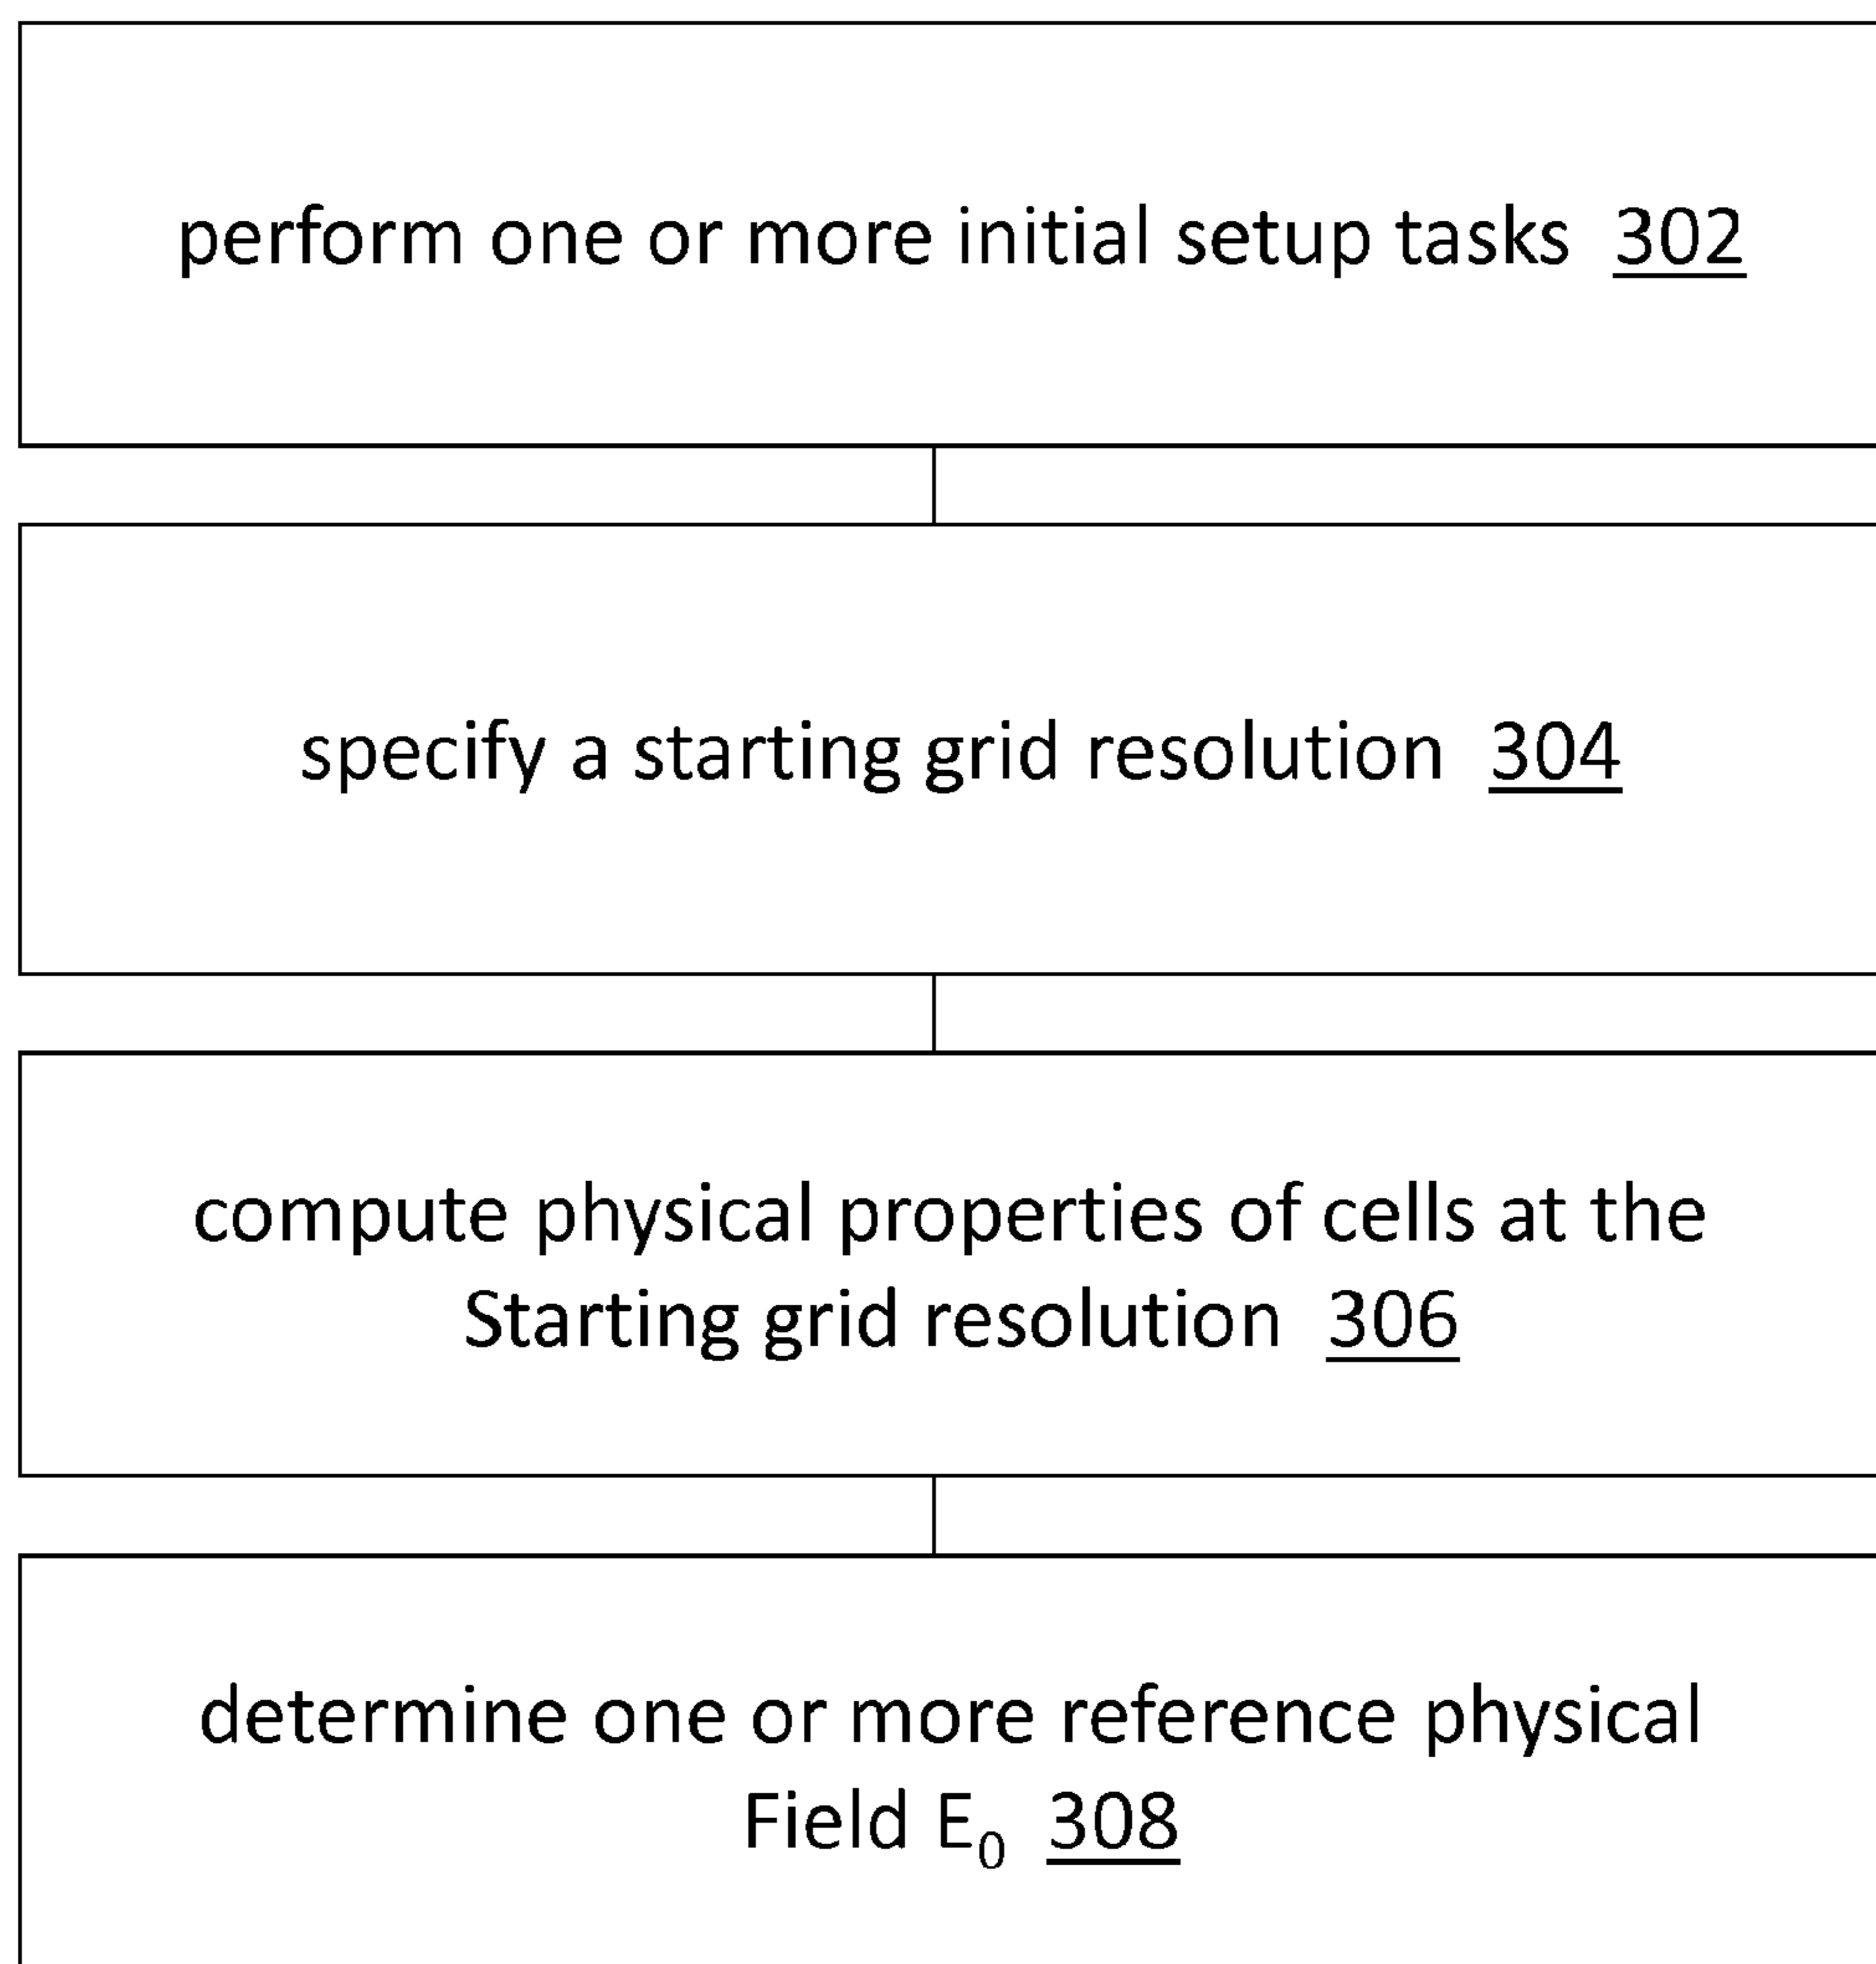 perform one or more initial setup tasks 302
specify a starting grid resolution 304
compute physical properties of cells at the
Starting grid resolution 306
determine one or more reference physical
Field E₀ 308